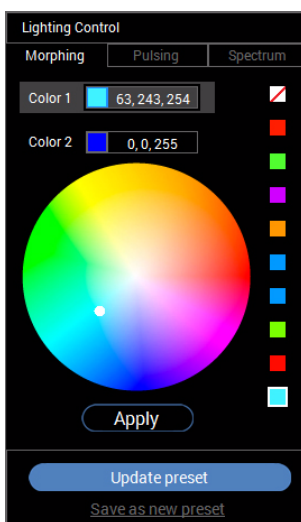 Lighting Control
Morphing Pulsing Spectrum
Color 1 63, 243, 254
Color 2 0, 0, 255
Apply
Update preset
Save as new preset